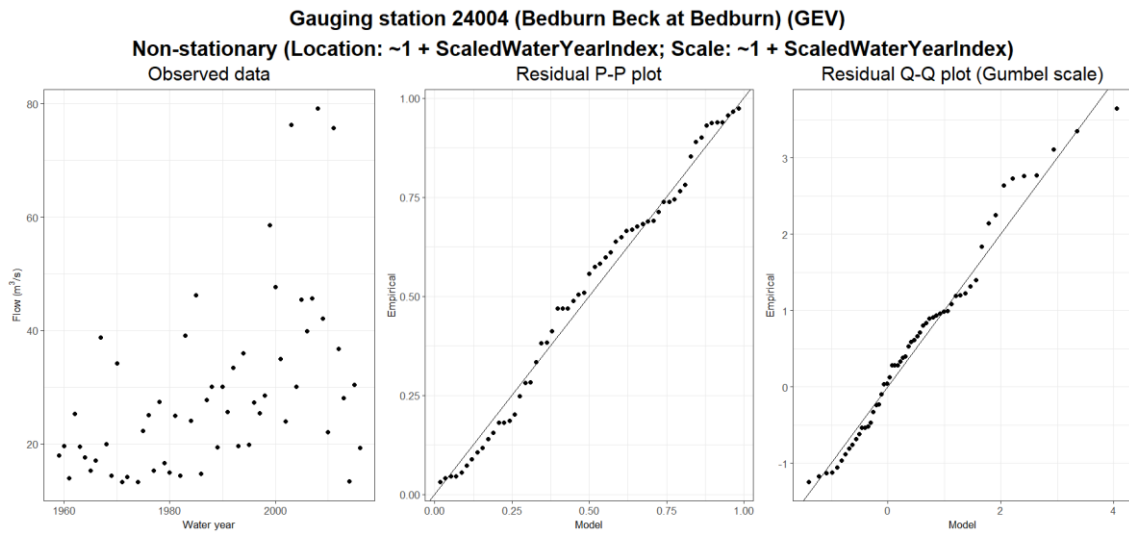 Gauging station 24004 (Bedburn Beck at Bedburn) (GEV)
Non-stationary (Location: ~1 + ScaledWaterYearIndex; Scale: ~1 + ScaledWaterYearIndex)
Observed data
Residual P-P plot
Residual Q-Q plot (Gumbel scale)
80
60
40
20
Flow (m³/s)
1960
1980
2000
Water year
1.00
0.75
0.50
0.25
0.00
Empirical
0.00
0.25
0.50
0.75
1.00
Model
3
2
1
0
-1
Empirical
0
2
4
Model